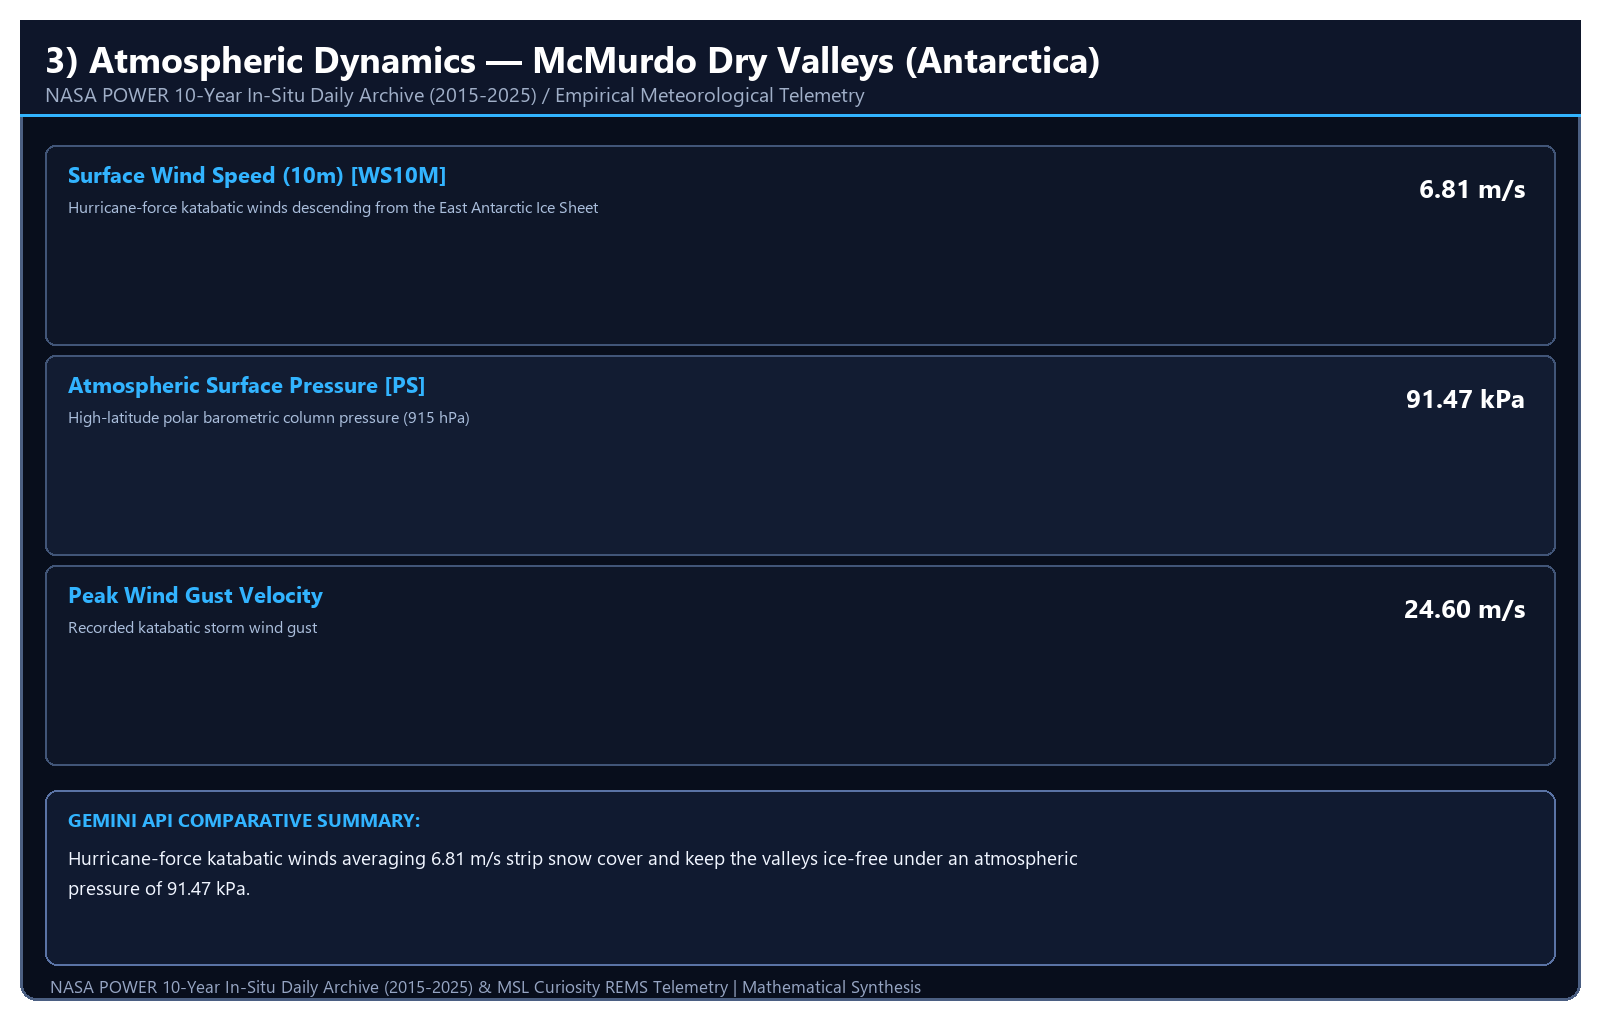 3) Atmospheric Dynamics — McMurdo Dry Valleys (Antarctica)
NASA POWER 10-Year In-Situ Daily Archive (2015-2025) / Empirical Meteorological Telemetry
Surface Wind Speed (10m) [WS10M]
6.81 m/s
Hurricane-force katabatic winds descending from the East Antarctic Ice Sheet
Atmospheric Surface Pressure [PS]
91.47 kPa
High-latitude polar barometric column pressure (915 hPa)
Peak Wind Gust Velocity
24.60 m/s
Recorded katabatic storm wind gust
GEMINI API COMPARATIVE SUMMARY:
Hurricane-force katabatic winds averaging 6.81 m/s strip snow cover and keep the valleys ice-free under an atmospheric
pressure of 91.47 kPa.
NASA POWER 10-Year In-Situ Daily Archive (2015-2025) & MSL Curiosity REMS Telemetry | Mathematical Synthesis